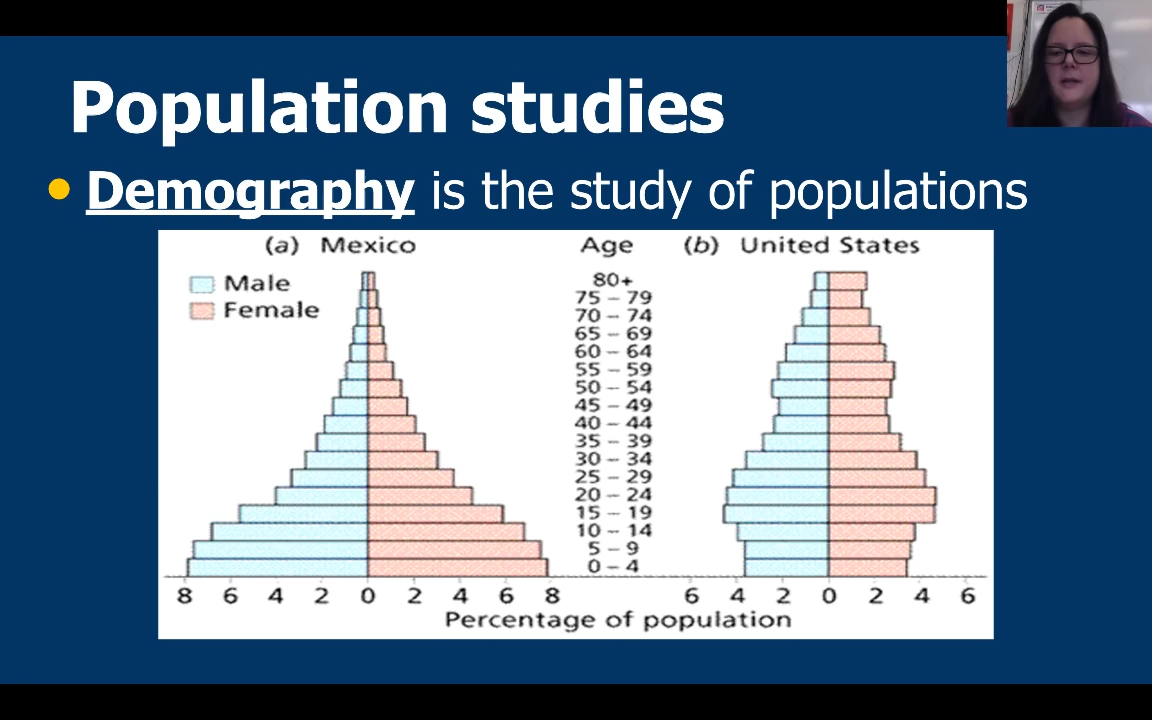 Population studies
• Demography is the study of populations
(a) Mexico Age (b) United States
Male
Female
80+
75 – 79
70 – 74
65 – 69
60 – 64
55 – 59
50 – 54
45 – 49
40 – 44
35 – 39
30 – 34
25 – 29
20 – 24
15 – 19
10 – 14
5 – 9
0 – 4
8 6 4 2 0 2 4 6 8 6 4 2 0 2 4 6
Percentage of population